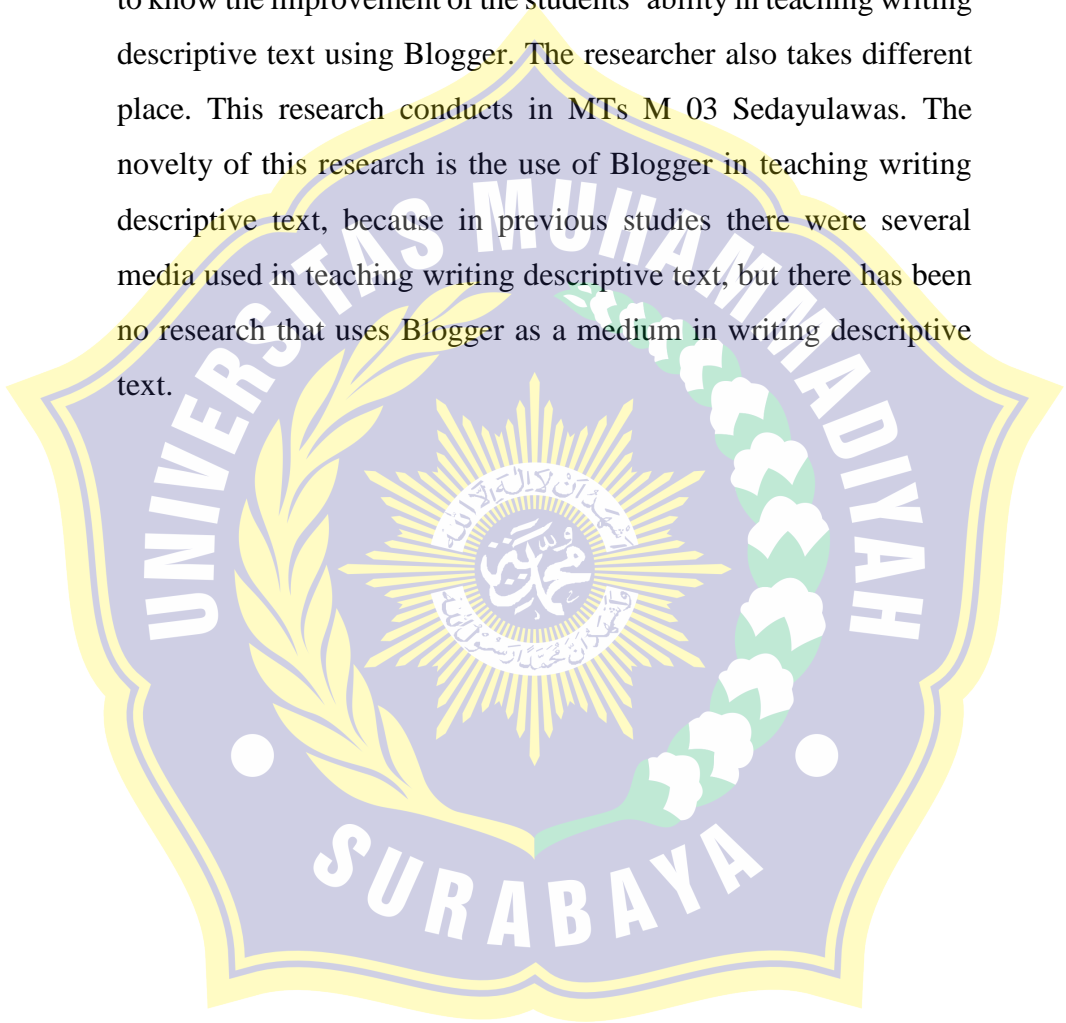 to know the improvement of the students' ability in teaching writing
descriptive text using Blogger. The researcher also takes different
place. This research conducts in MTs M 03 Sedayulawas. The
novelty of this research is the use of Blogger in teaching writing
descriptive text, because in previous studies there were several
media used in teaching writing descriptive text, but there has been
no research that uses Blogger as a medium in writing descriptive
text.
UNIVERSITAS MUHAMMADIYAH
محمد
SURABAYA